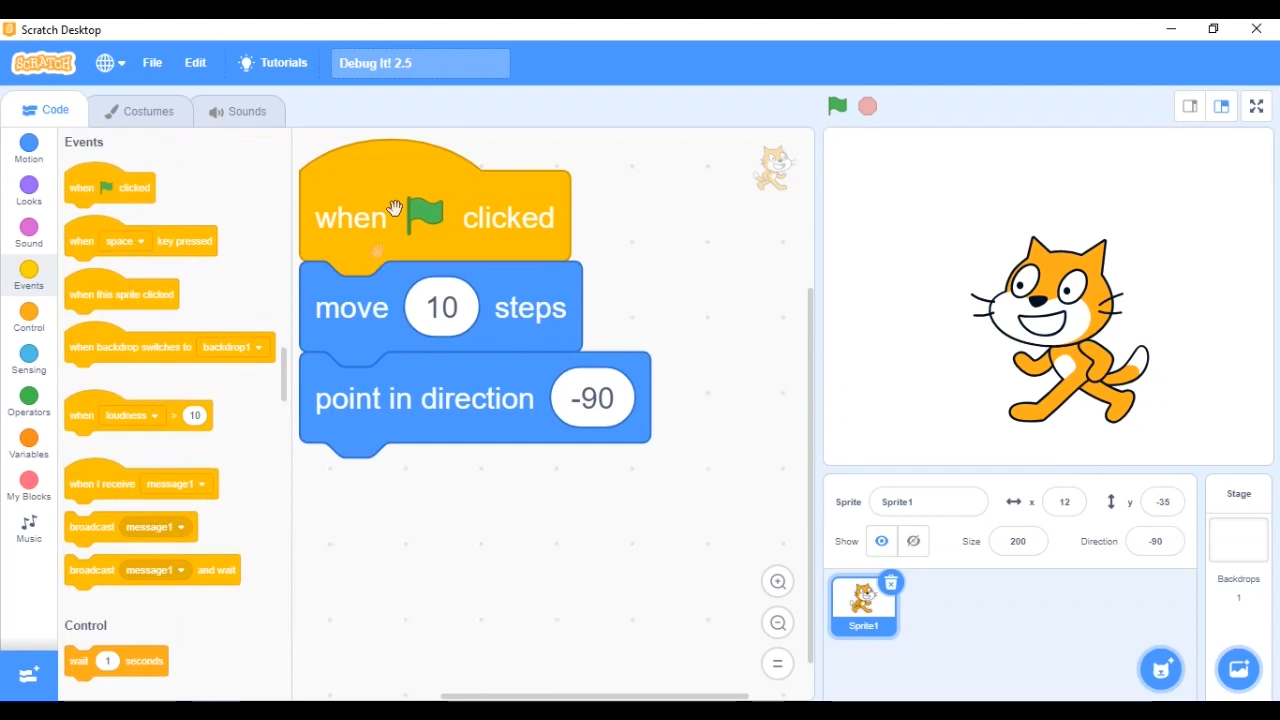 Scratch Desktop
SCRATCH File Edit Tutorials Debug It! 2.5
Code Costumes Sounds
Motion
Looks
Sound
Events
Control
Sensing
Operators
Variables
My Blocks
Music
Events
when clicked
when space key pressed
when this sprite clicked
when backdrop switches to backdrop1
when loudness > 10
when I receive message1
broadcast message1
broadcast message1 and wait
Control
wait 1 seconds
when clicked
move 10 steps
point in direction -90
Sprite Sprite1 x 12 y -35
Show Size 200 Direction -90
Sprite1
Stage
Backdrops
1